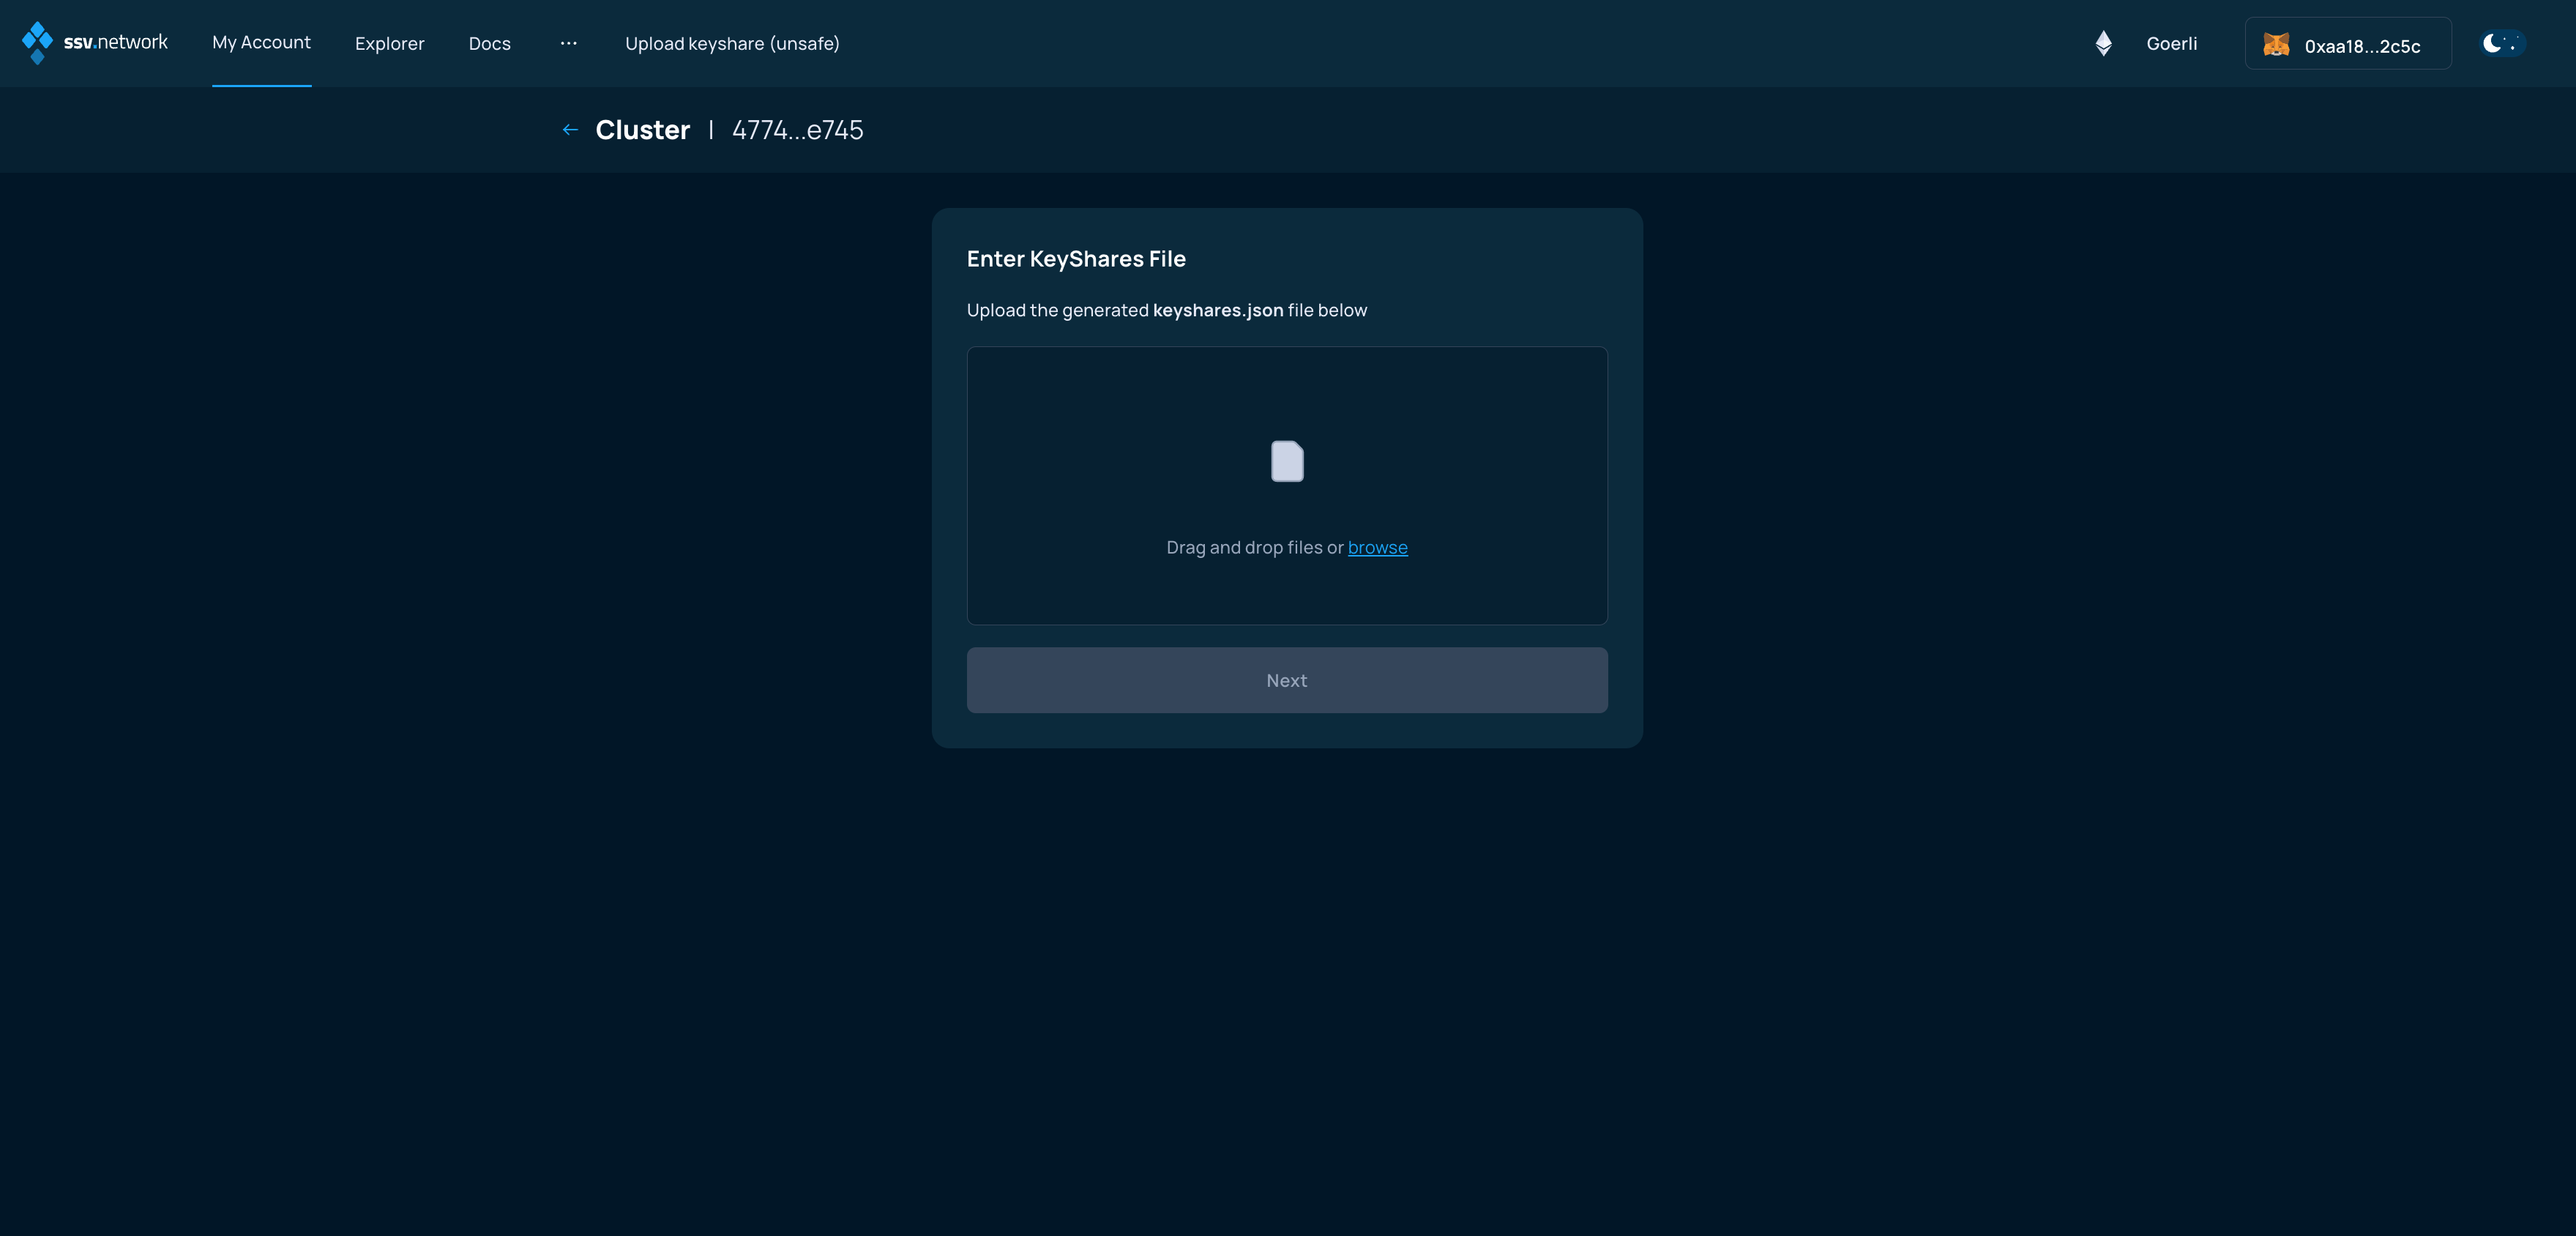 ssv.network
My Account
Explorer
Docs
...
Upload keyshare (unsafe)
Goerli
0xaa18...2c5c
Cluster | 4774...e745
Enter KeyShares File
Upload the generated keyshares.json file below
Drag and drop files or browse
Next